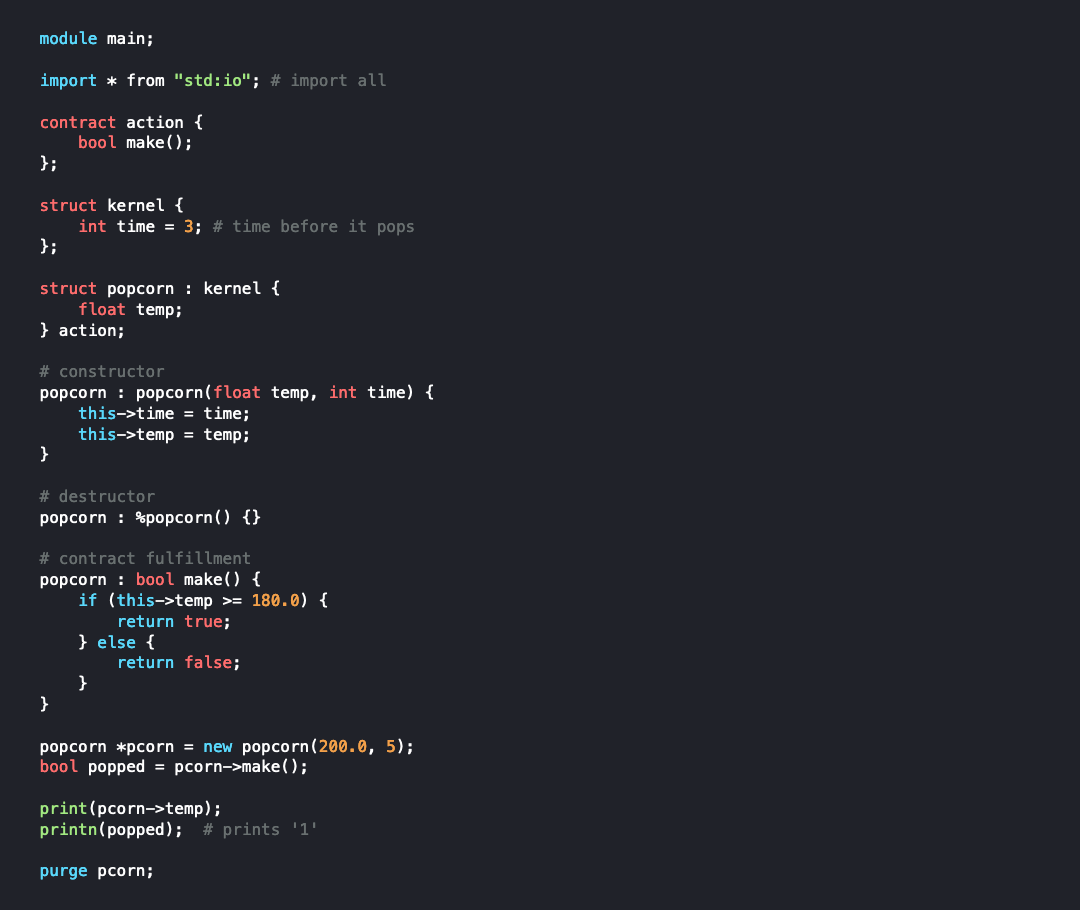 module main;
import * from "std:io"; # import all
contract action {
    bool make();
};
struct kernel {
    int time = 3; # time before it pops
};
struct popcorn : kernel {
    float temp;
} action;
# constructor
popcorn : popcorn(float temp, int time) {
    this->time = time;
    this->temp = temp;
}
# destructor
popcorn : %popcorn() {}
# contract fulfillment
popcorn : bool make() {
    if (this->temp >= 180.0) {
        return true;
    } else {
        return false;
    }
}
popcorn *pcorn = new popcorn(200.0, 5);
bool popped = pcorn->make();
print(pcorn->temp);
printn(popped);  # prints '1'
purge pcorn;